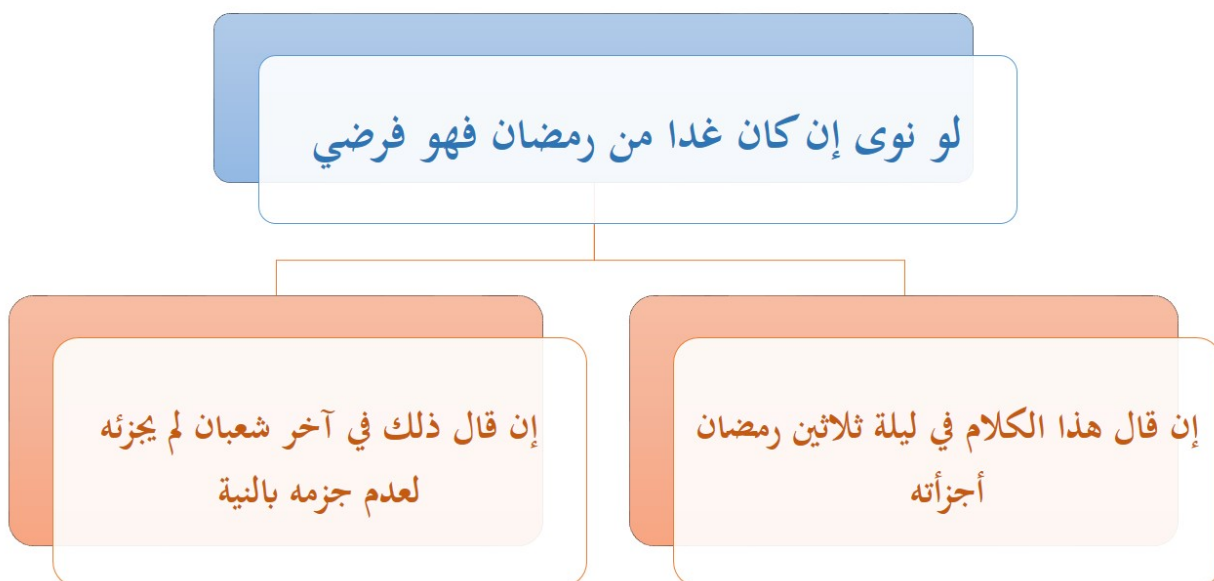 لو نوى إن كان غدا من رمضان فهو فرضي
إن قال هذا الكلام في ليلة ثلاثين رمضان
أجزأته
إن قال ذلك في آخر شعبان لم يجزئه
لعدم جزمه بالنية